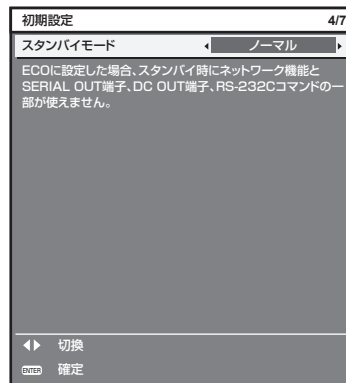 初期設定 4/7
スタンバイモード ノーマル
ECOに設定した場合、スタンバイ時にネットワーク機能と
SERIAL OUT端子、DC OUT端子、RS-232Cコマンドの一
部が使えません。
切換
ENTER 確定